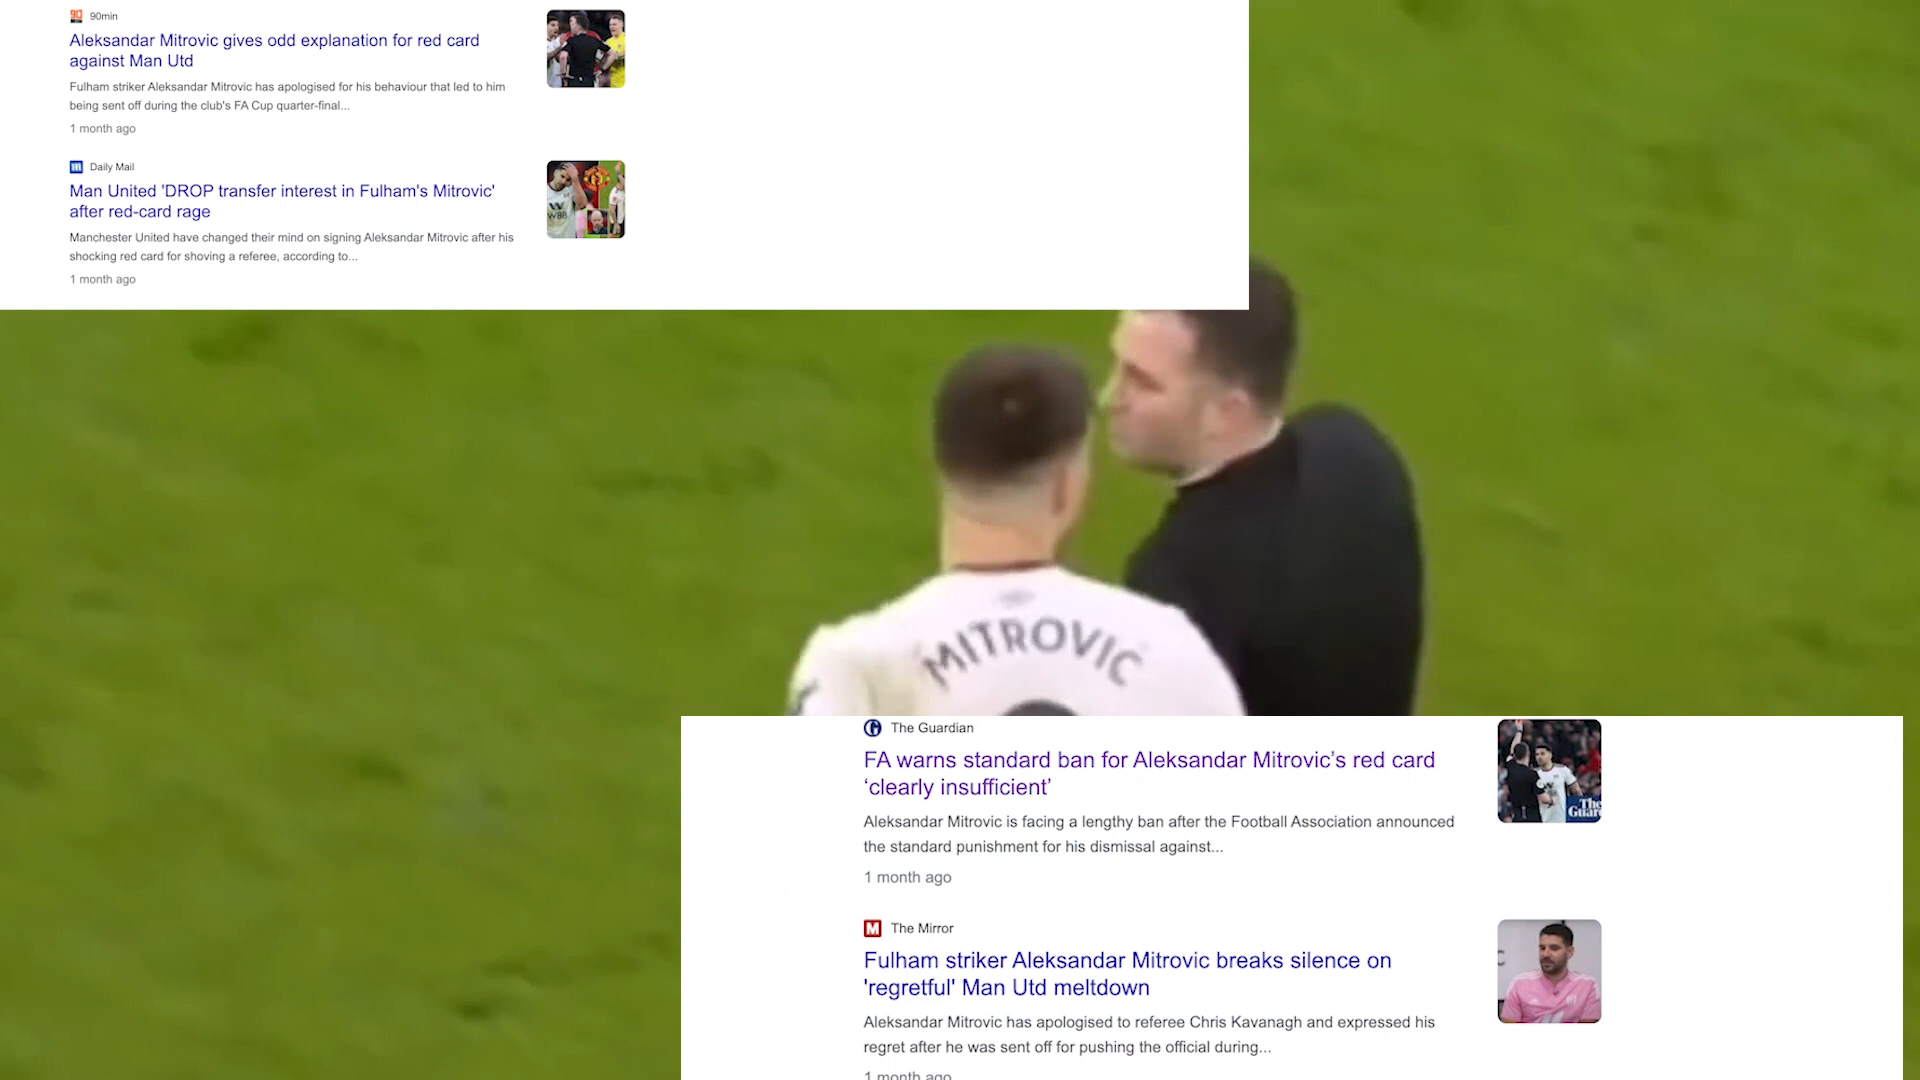 90min
Aleksandar Mitrovic gives odd explanation for red card
against Man Utd
Fulham striker Aleksandar Mitrovic has apologised for his behaviour that led to him
being sent off during the club's FA Cup quarter-final...
1 month ago
Daily Mail
Man United 'DROP transfer interest in Fulham's Mitrovic'
after red-card rage
Manchester United have changed their mind on signing Aleksandar Mitrovic after his
shocking red card for shoving a referee, according to...
1 month ago
MITROVIĆ
The Guardian
FA warns standard ban for Aleksandar Mitrovic’s red card
‘clearly insufficient’
Aleksandar Mitrovic is facing a lengthy ban after the Football Association announced
the standard punishment for his dismissal against...
1 month ago
The Mirror
Fulham striker Aleksandar Mitrovic breaks silence on
'regretful' Man Utd meltdown
Aleksandar Mitrovic has apologised to referee Chris Kavanagh and expressed his
regret after he was sent off for pushing the official during...
1 month ago